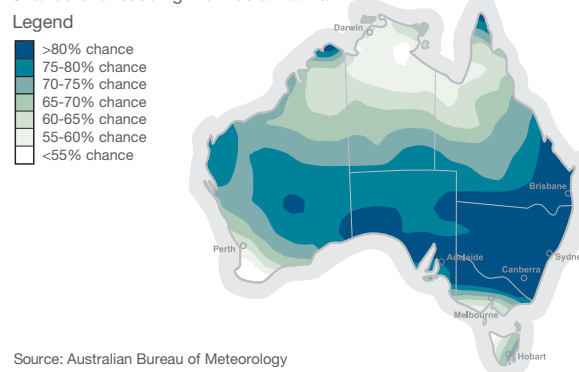 Legend
>80% chance
75-80% chance
70-75% chance
65-70% chance
60-65% chance
55-60% chance
<55% chance
Darwin
Brisbane
Perth
Adelaide
Sydne
Canberra
Melbourne
Hobart
Source: Australian Bureau of Meteorology